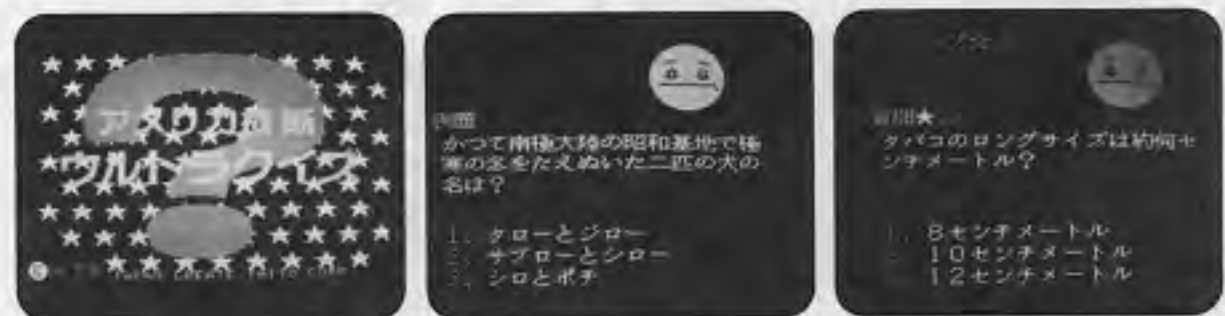 ?
アメリカ横断
ウルトラクイズ
問題
かつて南極大陸の昭和基地で極
寒の冬をたえぬいた二匹の犬の
名は?
1. タローとジロー
2. サブローとシロー
3. シロとポチ
タバコのロングサイズは約何セ
ンチメートル?
8センチメートル
10センチメートル
12センチメートル